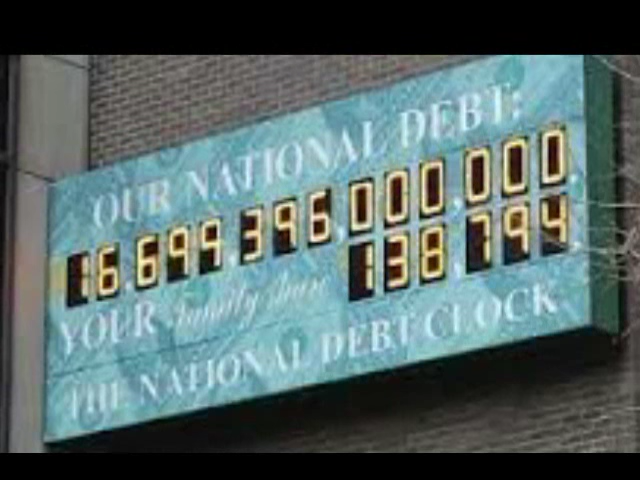 OUR NATIONAL DEBT:
16,699,396,000,000.
YOUR family share 138,794.
THE NATIONAL DEBT CLOCK